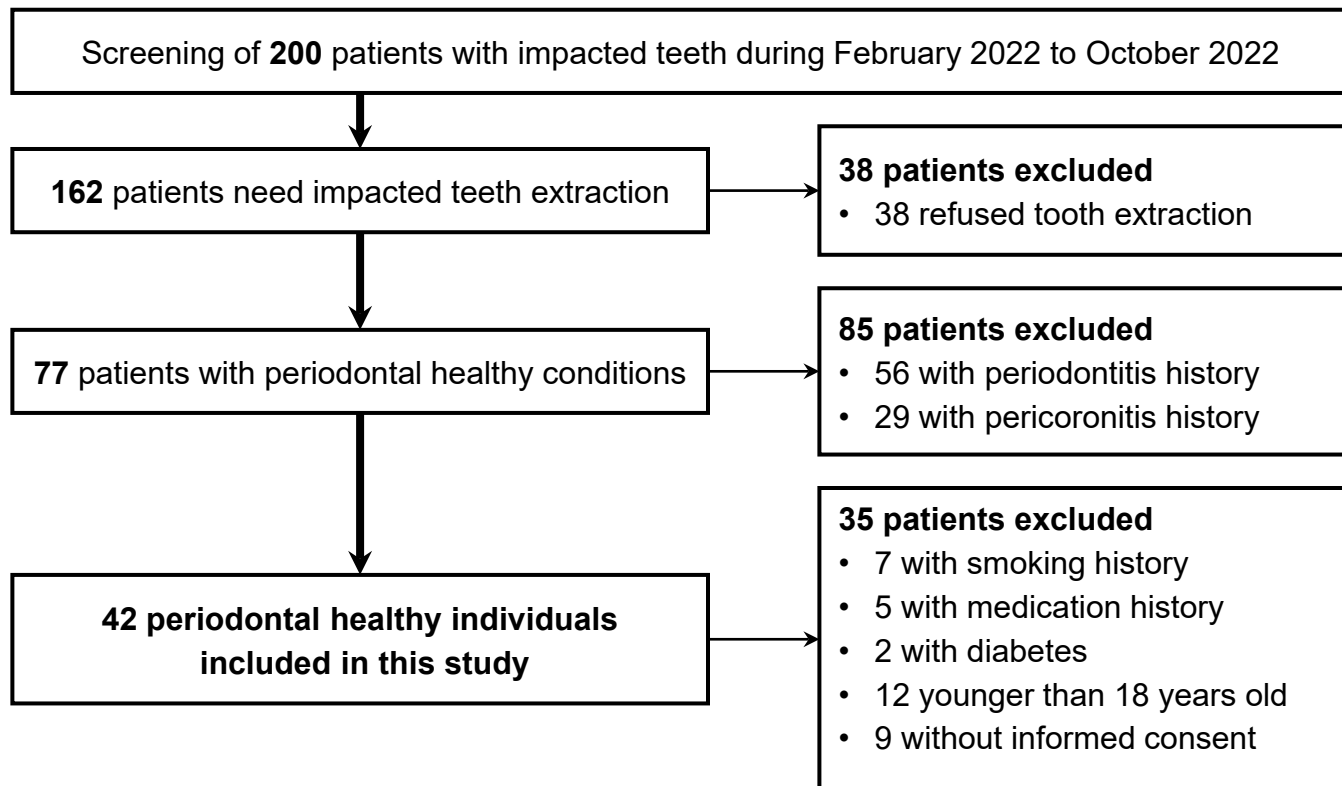 Screening of 200 patients with impacted teeth during February 2022 to October 2022
162 patients need impacted teeth extraction
38 patients excluded
• 38 refused tooth extraction
77 patients with periodontal healthy conditions
85 patients excluded
• 56 with periodontitis history
• 29 with pericoronitis history
42 periodontal healthy individuals
included in this study
35 patients excluded
• 7 with smoking history
• 5 with medication history
• 2 with diabetes
• 12 younger than 18 years old
• 9 without informed consent